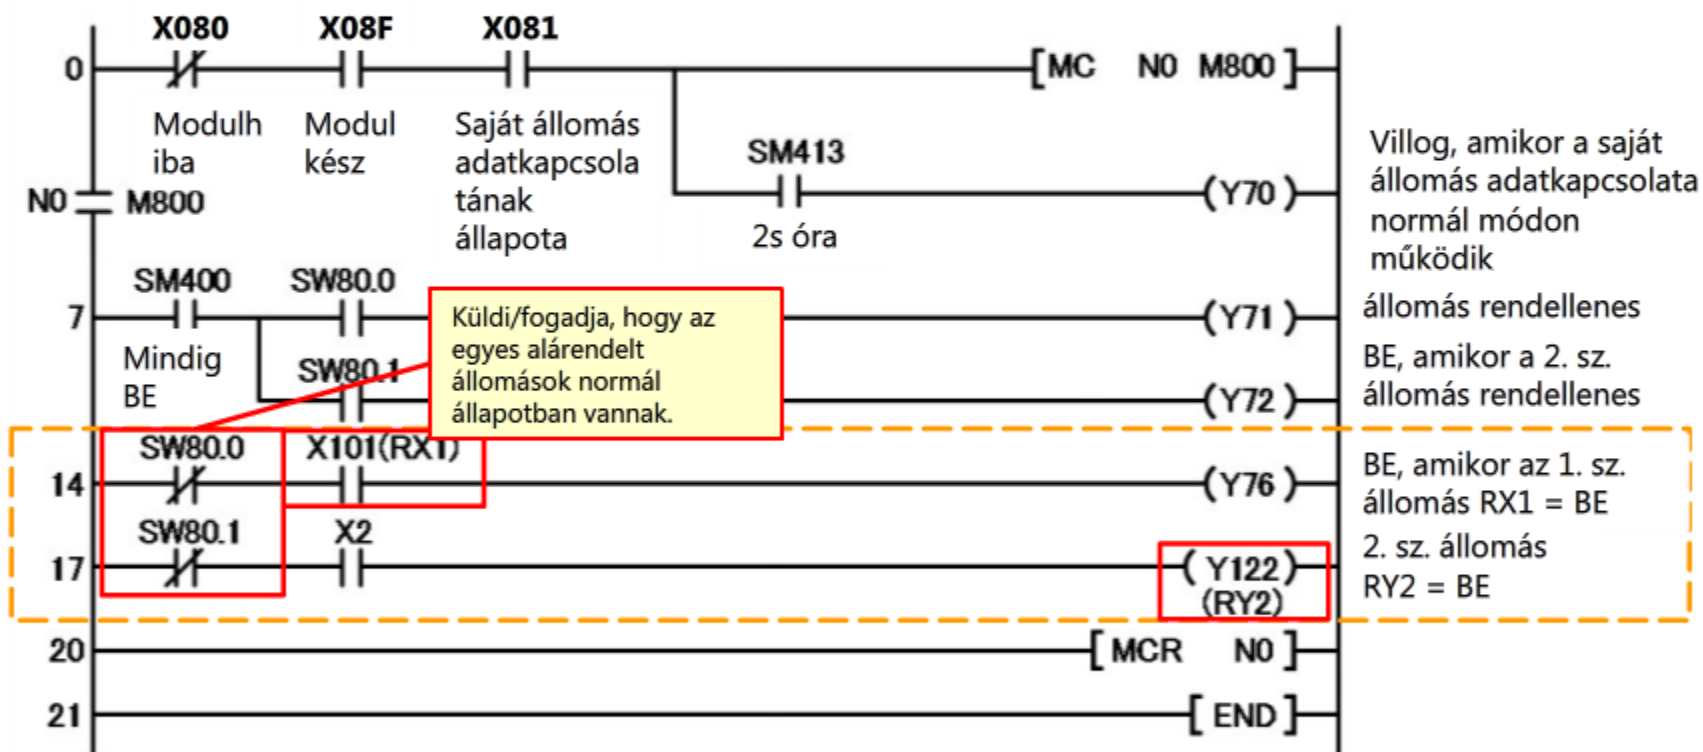 X080 X08F X081
0 [MC N0 M800]
Modulh
iba
Modul
kész
Saját állomás
adatkapcsola
tának
állapota
SM413
(Y70)
2s óra
Villog, amikor a saját
állomás adatkapcsolata
normál módon
működik
N0 M800
SM400 SW80.0
7 (Y71) állomás rendellenes
Mindig
BE
Küldi/fogadja, hogy az
egyes alárendelt
állomások normál
állapotban vannak.
SW80.1
(Y72)
BE, amikor a 2. sz.
állomás rendellenes
SW80.0 X101(RX1)
14 (Y76)
BE, amikor az 1. sz.
állomás RX1 = BE
SW80.1 X2
17 (Y122)
(RY2)
2. sz. állomás
RY2 = BE
20 [MCR N0]
21 [END]